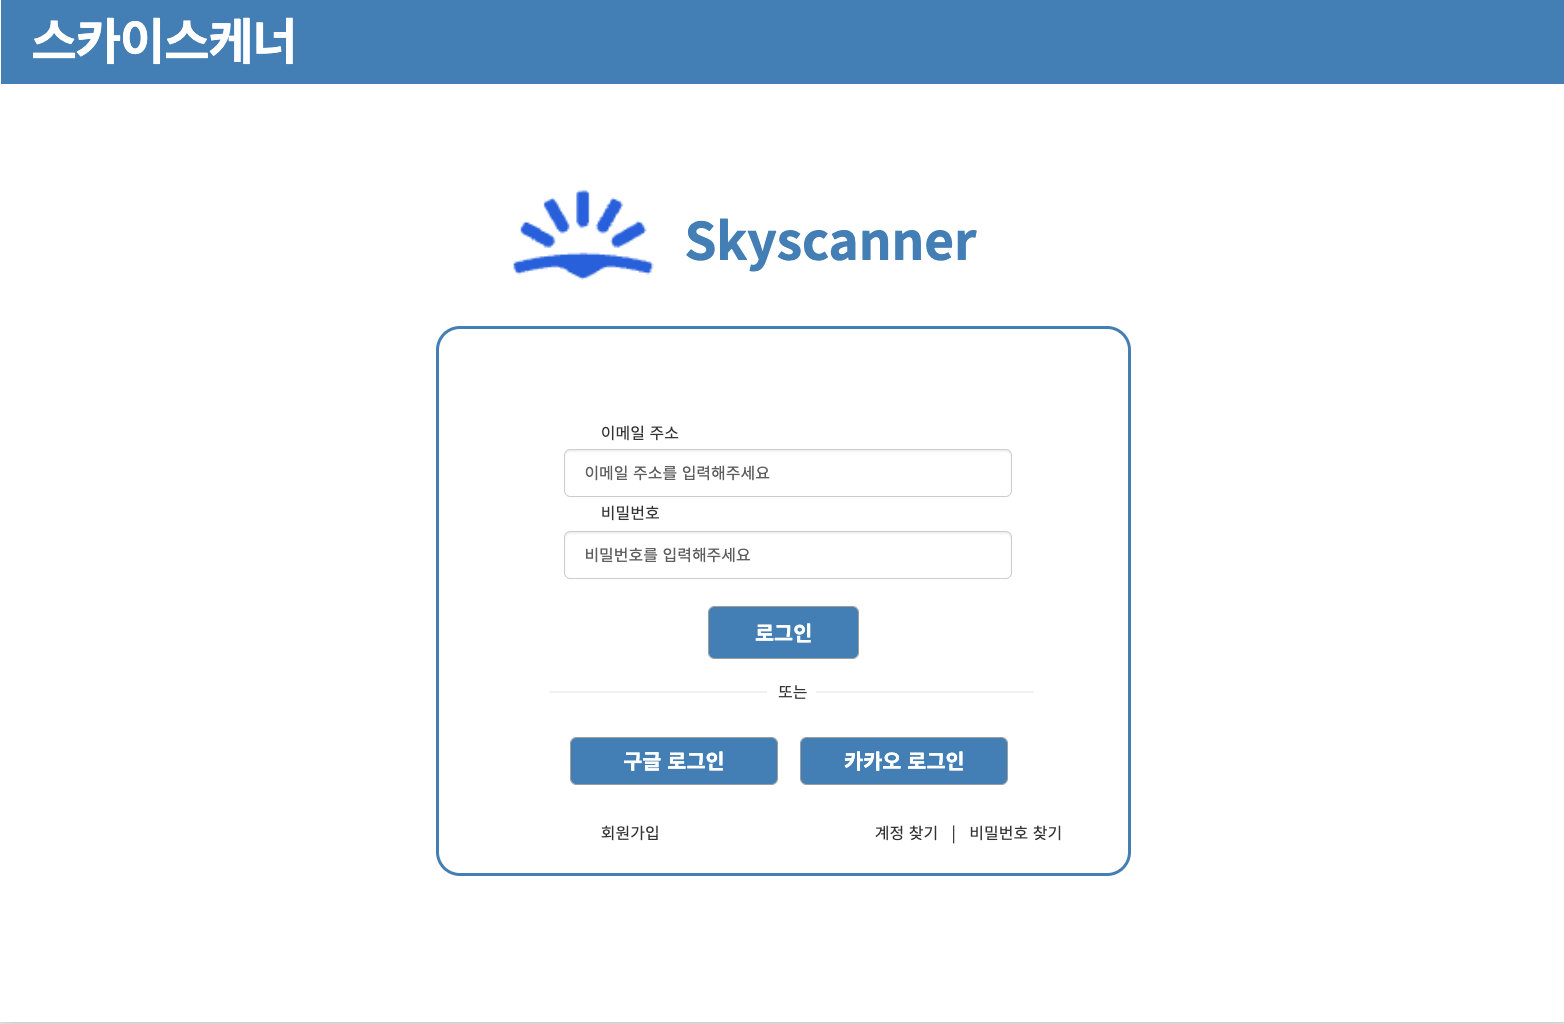 스카이스케너
Skyscanner
이메일 주소
이메일 주소를 입력해주세요
비밀번호
비밀번호를 입력해주세요
로그인
또는
구글 로그인 카카오 로그인
회원가입 계정 찾기 | 비밀번호 찾기